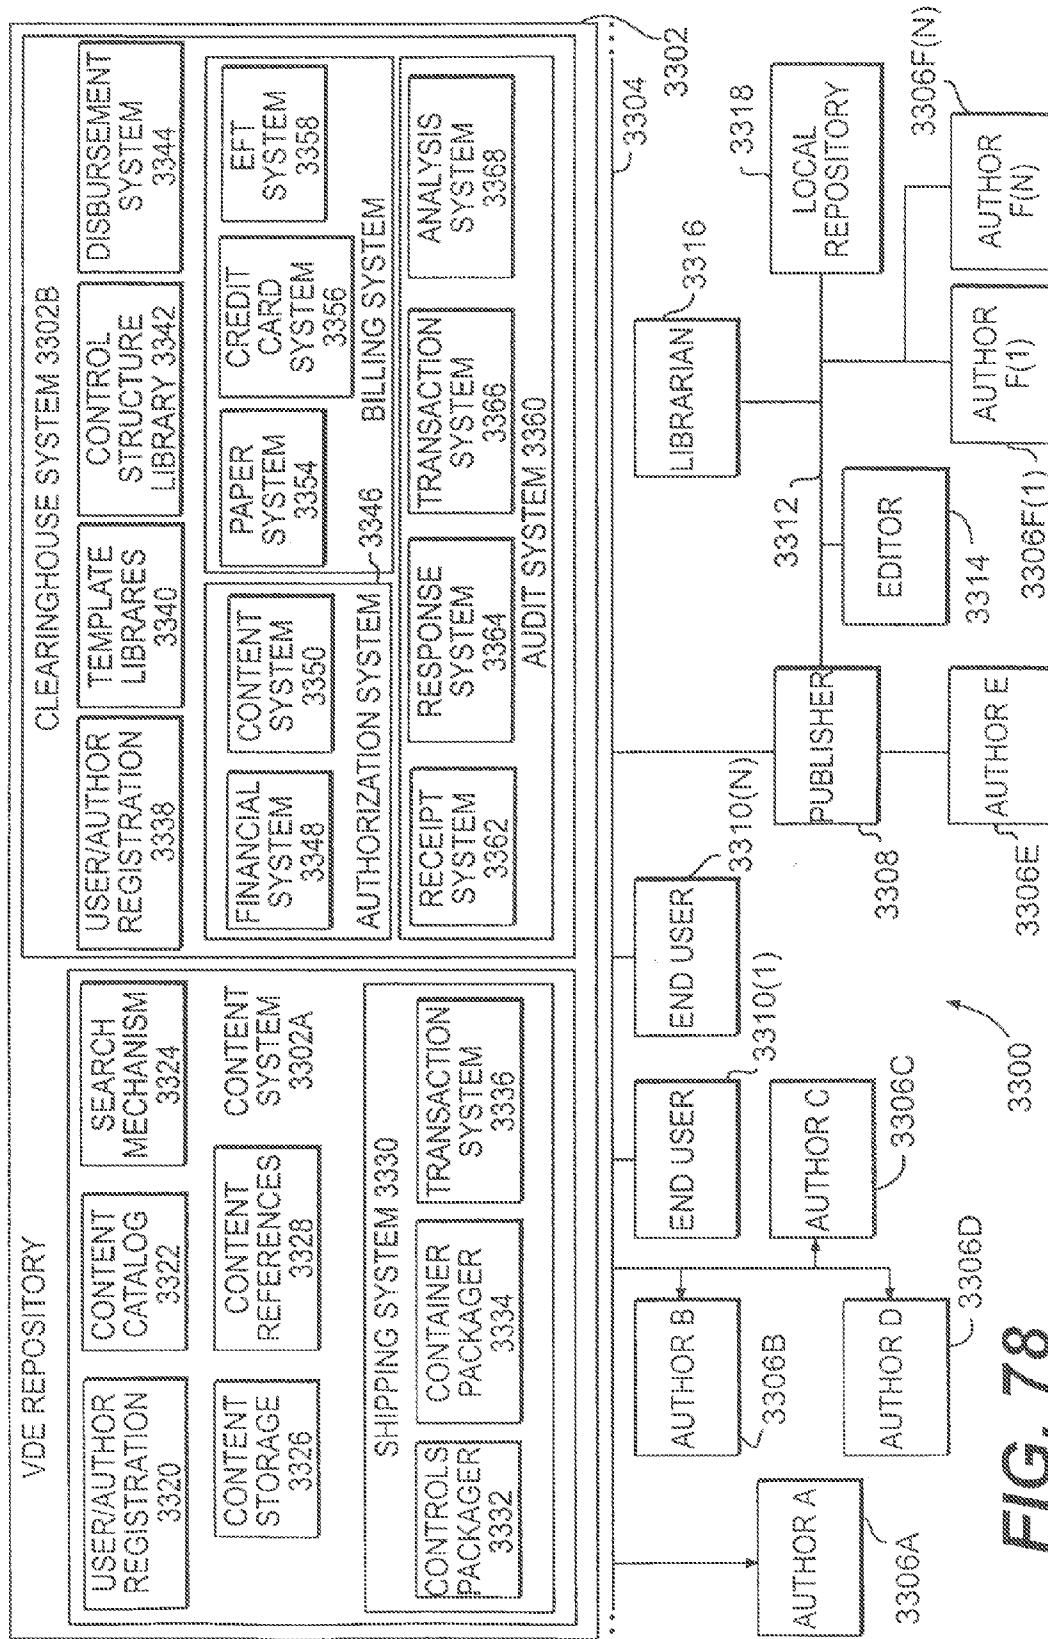 VDE REPOSITORY
USER/AUTHOR
REGISTRATION
3320
CONTENT
CATALOG
3322
SEARCH
MECHANISM
3324
CONTENT
STORAGE
3326
CONTENT
REFERENCES
3328
CONTENT
SYSTEM
3302A
SHIPPING SYSTEM 3330
CONTROLS
PACKAGER
3332
CONTAINER
PACKAGER
3334
TRANSACTION
SYSTEM
3336
CLEARINGHOUSE SYSTEM 3302B
USER/AUTHOR
REGISTRATION
3338
TEMPLATE
LIBRARES
3340
CONTROL
STRUCTURE
LIBRARY 3342
DISBURSEMENT
SYSTEM
3344
FINANCIAL
SYSTEM
3348
CONTENT
SYSTEM
3350
AUTHORIZATION SYSTEM
3346
PAPER
SYSTEM
3354
CREDIT
CARD
SYSTEM
3356
EFT
SYSTEM
3358
BILLING SYSTEM
RECEIPT
SYSTEM
3362
RESPONSE
SYSTEM
3364
TRANSACTION
SYSTEM
3366
ANALYSIS
SYSTEM
3368
AUDIT SYSTEM 3360
3302
3304
AUTHOR A
3306A
AUTHOR B
3306B
AUTHOR C
3306C
AUTHOR D
3306D
END USER
3310(1)
END USER
3310(N)
PUBLISHER
3308
AUTHOR E
3306E
3312
EDITOR
3314
LIBRARIAN
3316
LOCAL
REPOSITORY
3318
AUTHOR
F(1)
3306F(1)
AUTHOR
F(N)
3306F(N)
3300
FIG. 78